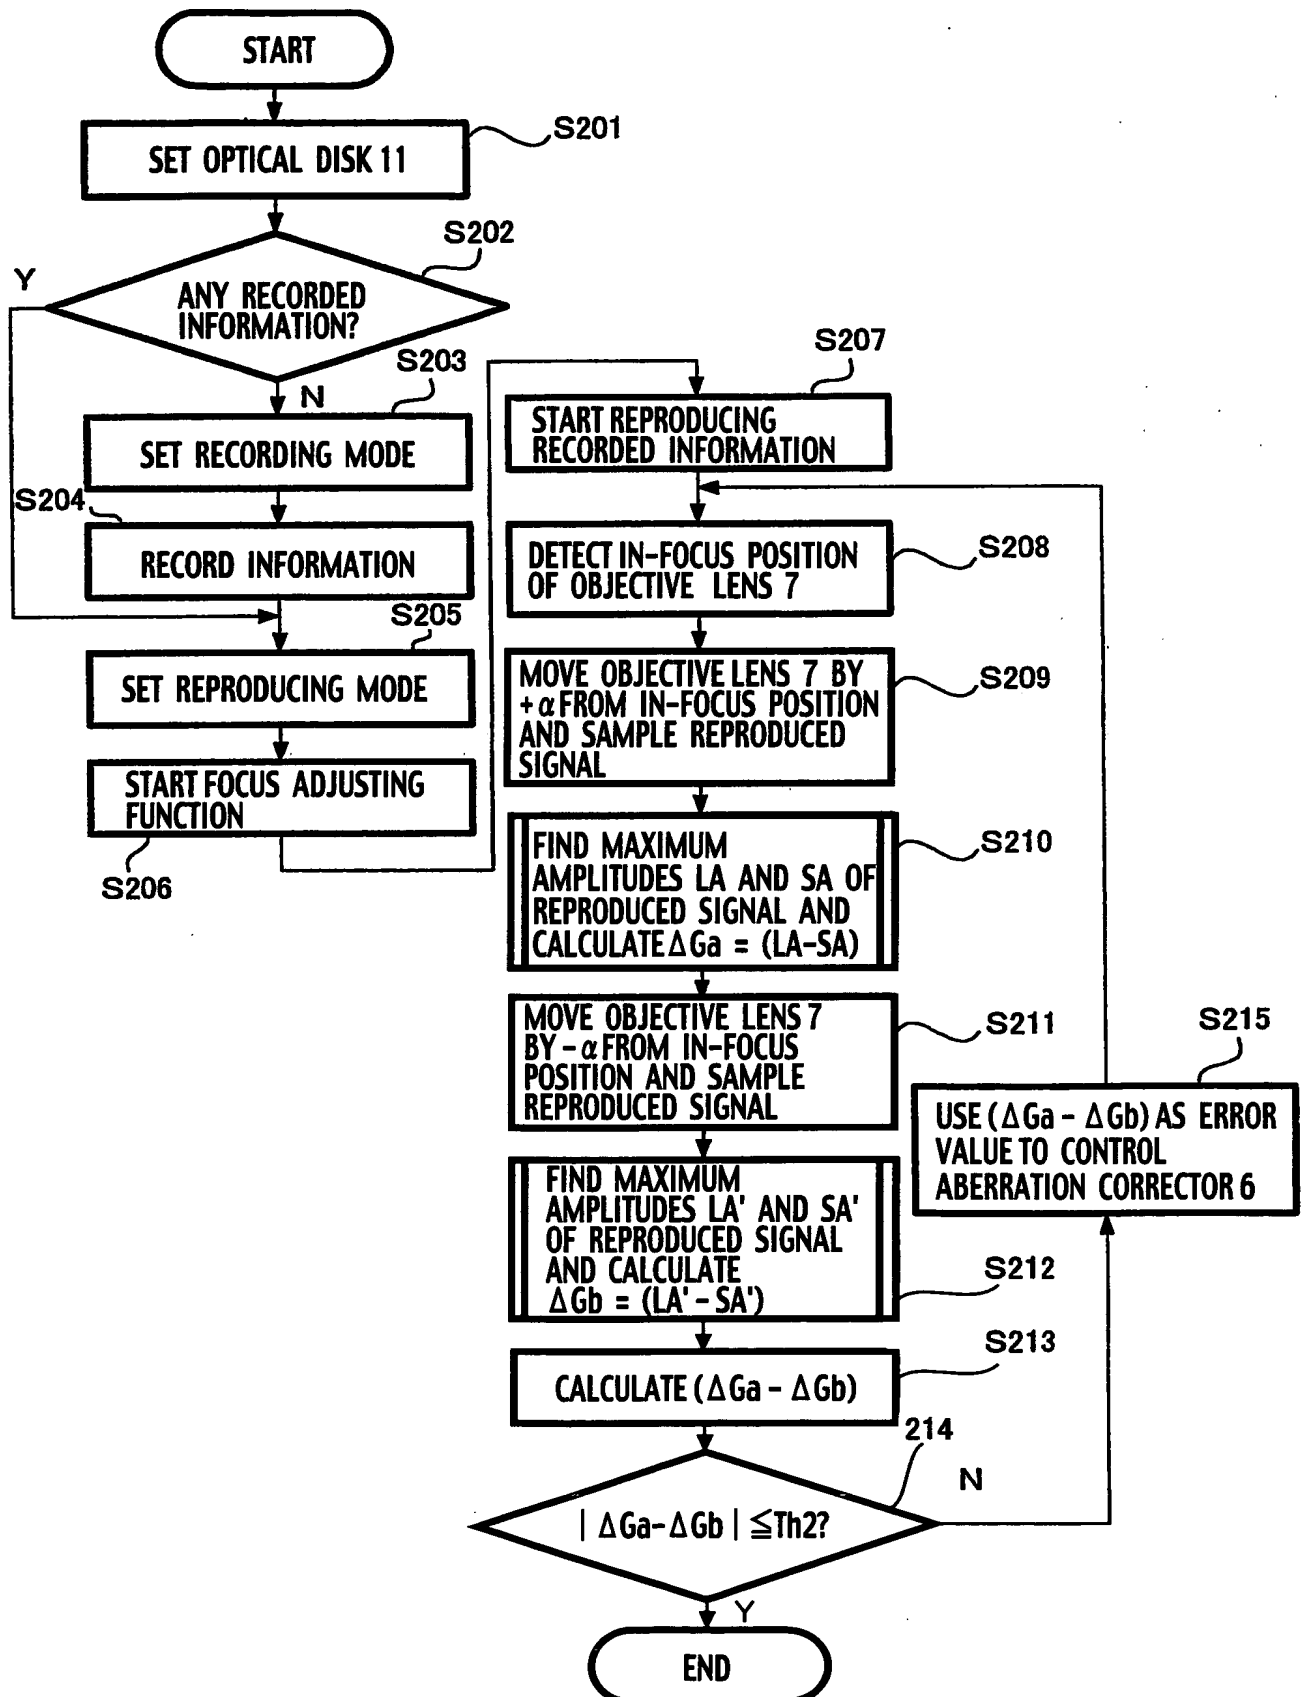 START
S201
SET OPTICAL DISK 11
S202
Y
ANY RECORDED
INFORMATION?
N
S203
SET RECORDING MODE
S204
RECORD INFORMATION
S205
SET REPRODUCING MODE
START FOCUS ADJUSTING
FUNCTION
S206
S207
START REPRODUCING
RECORDED INFORMATION
S208
DETECT IN-FOCUS POSITION
OF OBJECTIVE LENS 7
S209
MOVE OBJECTIVE LENS 7 BY
+αFROM IN-FOCUS POSITION
AND SAMPLE REPRODUCED
SIGNAL
S210
FIND MAXIMUM
AMPLITUDES LA AND SA OF
REPRODUCED SIGNAL AND
CALCULATE ΔGa = (LA-SA)
S211
MOVE OBJECTIVE LENS 7
BY -αFROM IN-FOCUS
POSITION AND SAMPLE
REPRODUCED SIGNAL
S212
FIND MAXIMUM
AMPLITUDES LA' AND SA'
OF REPRODUCED SIGNAL
AND CALCULATE
ΔGb = (LA' - SA')
S213
CALCULATE (ΔGa - ΔGb)
214
| ΔGa-ΔGb | ≦Th2?
N
Y
S215
USE (ΔGa - ΔGb) AS ERROR
VALUE TO CONTROL
ABERRATION CORRECTOR 6
END